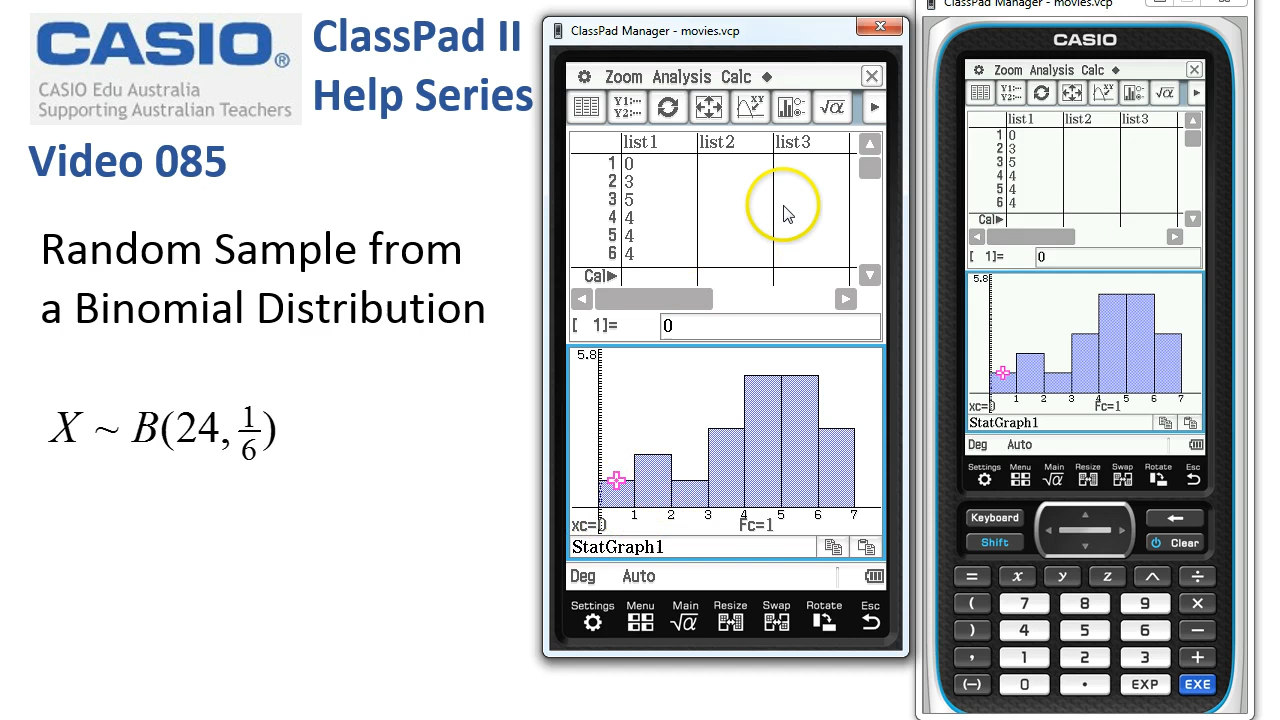 CASIO®
CASIO Edu Australia
Supporting Australian Teachers
ClassPad II
Help Series
Video 085
Random Sample from
a Binomial Distribution
X ~ B(24, 1/6)
ClassPad Manager - movies.vcp
Zoom Analysis Calc ◆
Y1:···
Y2:···
XY
√α
list1 list2 list3
1 0
2 3
3 5
4 4
5 4
6 4
Cal▶
[ 1]= 0
5.8
1 2 3 4 5 6 7
xc=0 Fc=1
StatGraph1
Deg Auto
Settings Menu Main Resize Swap Rotate Esc
√α
ClassPad Manager - movies.vcp
CASIO
Zoom Analysis Calc ◆
Y1:···
Y2:···
XY
√α
list1 list2 list3
1 0
2 3
3 5
4 4
5 4
6 4
Cal▶
[ 1]= 0
5.8
1 2 3 4 5 6 7
xc=0 Fc=1
StatGraph1
Deg Auto
Settings Menu Main Resize Swap Rotate Esc
√α
Keyboard
Shift Clear
= x y z ^ ÷
( 7 8 9 ×
) 4 5 6 −
, 1 2 3 +
(−) 0 • EXP EXE